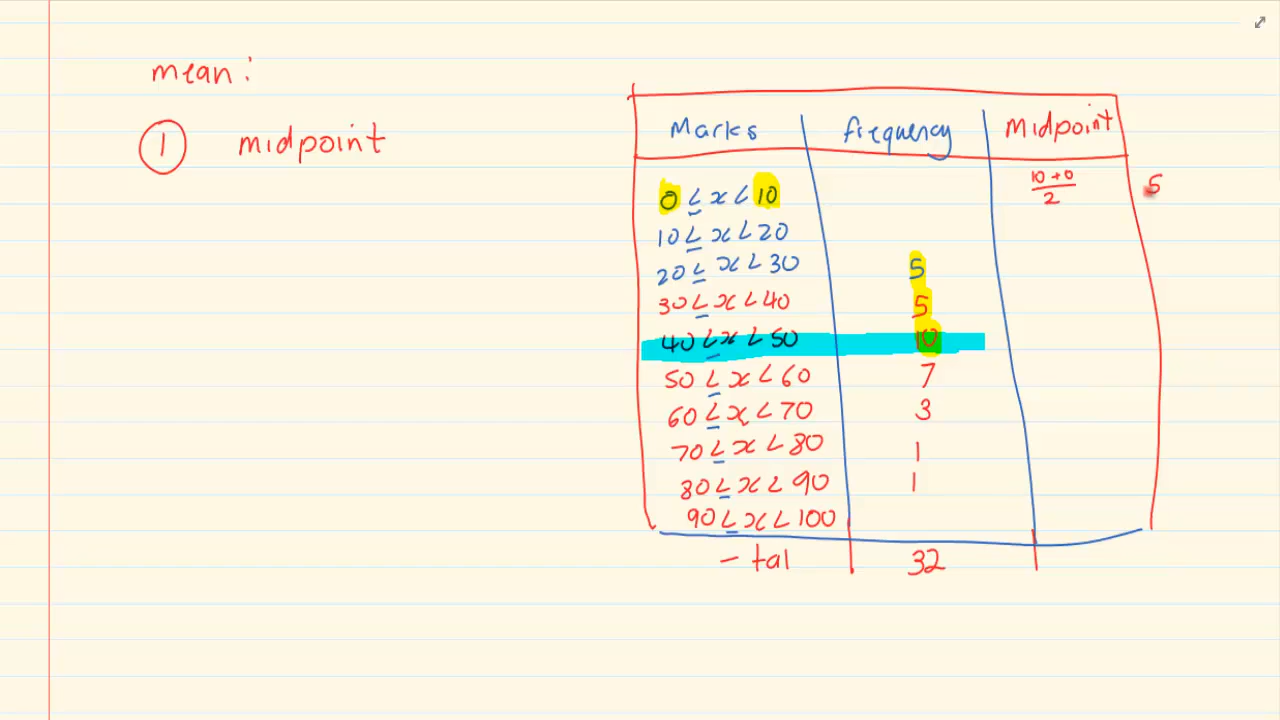 mean:
① midpoint
Marks frequency Midpoint
0 ≤ x < 10 (10+0)/2 5
10 ≤ x < 20
20 ≤ x < 30 5
30 ≤ x < 40 5
40 ≤ x < 50 10
50 ≤ x < 60 7
60 ≤ x < 70 3
70 ≤ x < 80 1
80 ≤ x < 90 1
90 ≤ x < 100
- tal 32